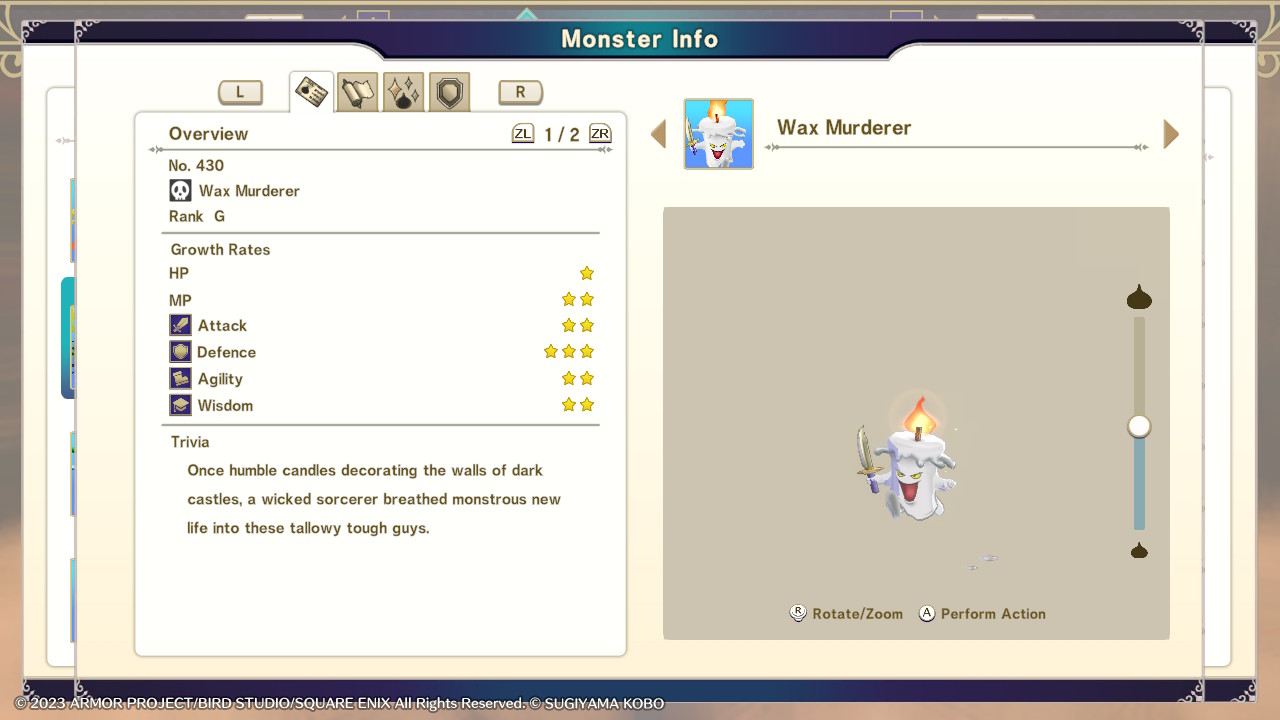 Monster Info
L
R
Overview
ZL 1 / 2 ZR
No. 430
Wax Murderer
Rank G
Growth Rates
HP
MP
Attack
Defence
Agility
Wisdom
Trivia
Once humble candles decorating the walls of dark
castles, a wicked sorcerer breathed monstrous new
life into these tallowy tough guys.
Wax Murderer
R Rotate/Zoom A Perform Action
© 2023 ARMOR PROJECT/BIRD STUDIO/SQUARE ENIX All Rights Reserved. © SUGIYAMA KOBO